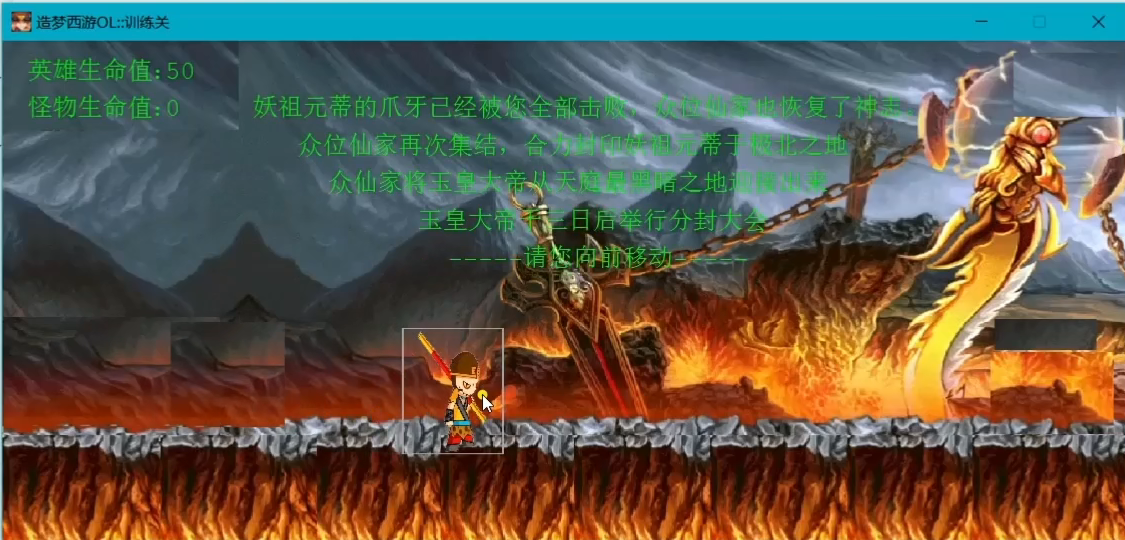 造梦西游OL::训练关
英雄生命值:50
怪物生命值:0
妖祖元蒂的爪牙已经被您全部击败，众位仙家也恢复了神志。
众位仙家再次集结，合力封印妖祖元蒂于极北之地
众仙家将玉皇大帝从天庭最黑暗之地迎接出来
玉皇大帝于三日后举行分封大会
-----请您向前移动-----